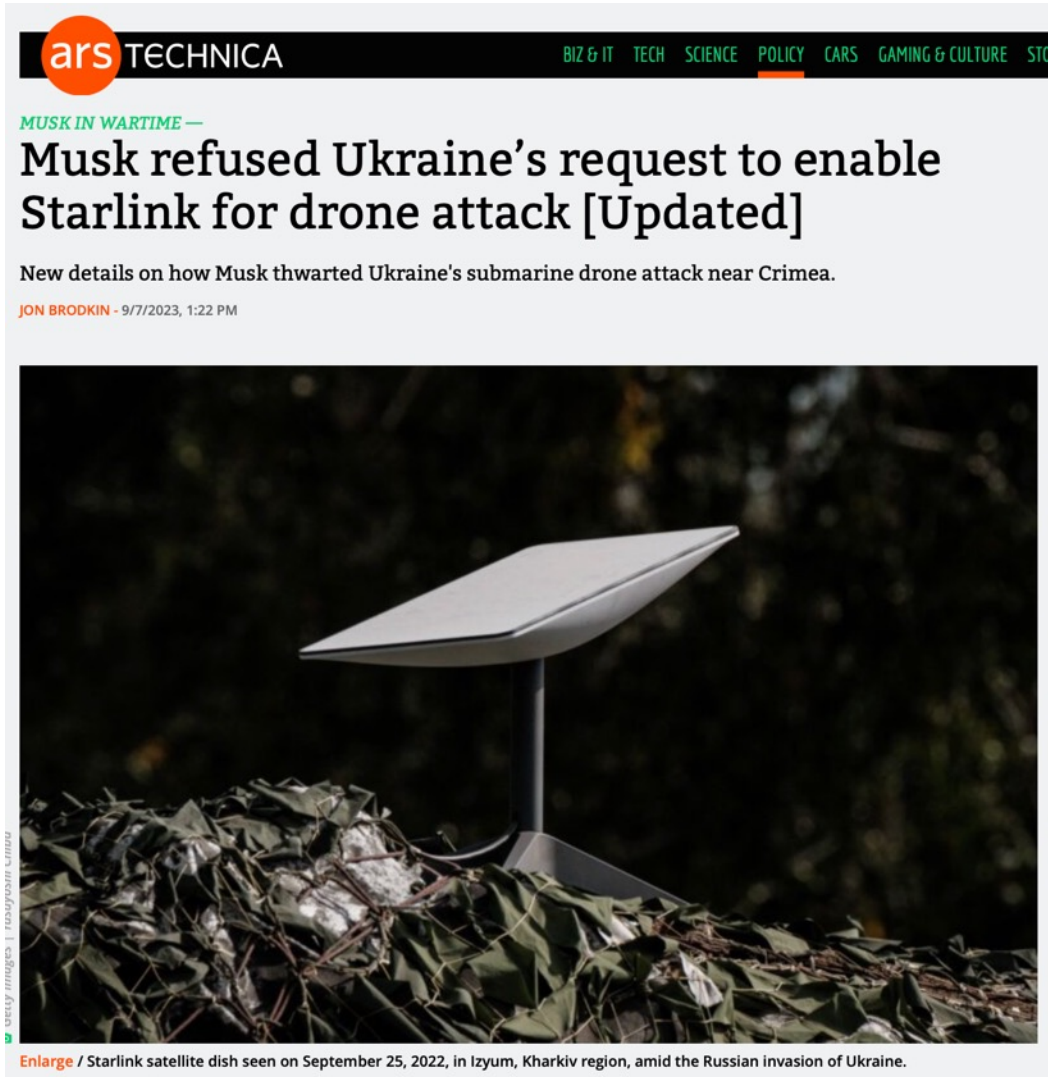 ars TECHNICA
BIZ & IT TECH SCIENCE POLICY CARS GAMING & CULTURE
MUSK IN WARTIME —
Musk refused Ukraine’s request to enable
Starlink for drone attack [Updated]
New details on how Musk thwarted Ukraine's submarine drone attack near Crimea.
JON BRODKIN - 9/7/2023, 1:22 PM
Enlarge / Starlink satellite dish seen on September 25, 2022, in Izyum, Kharkiv region, amid the Russian invasion of Ukraine.